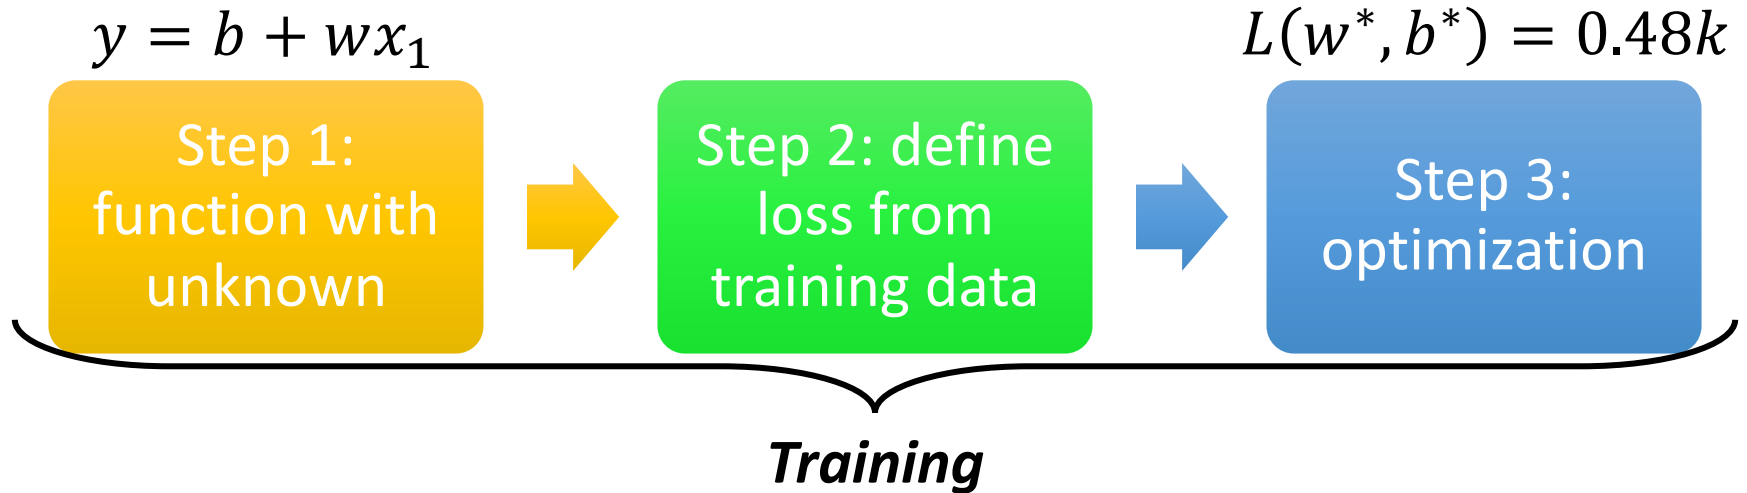 y = b + wx₁
L(w*, b*) = 0.48k
Step 1:
function with
unknown
Step 2: define
loss from
training data
Step 3:
optimization
Training